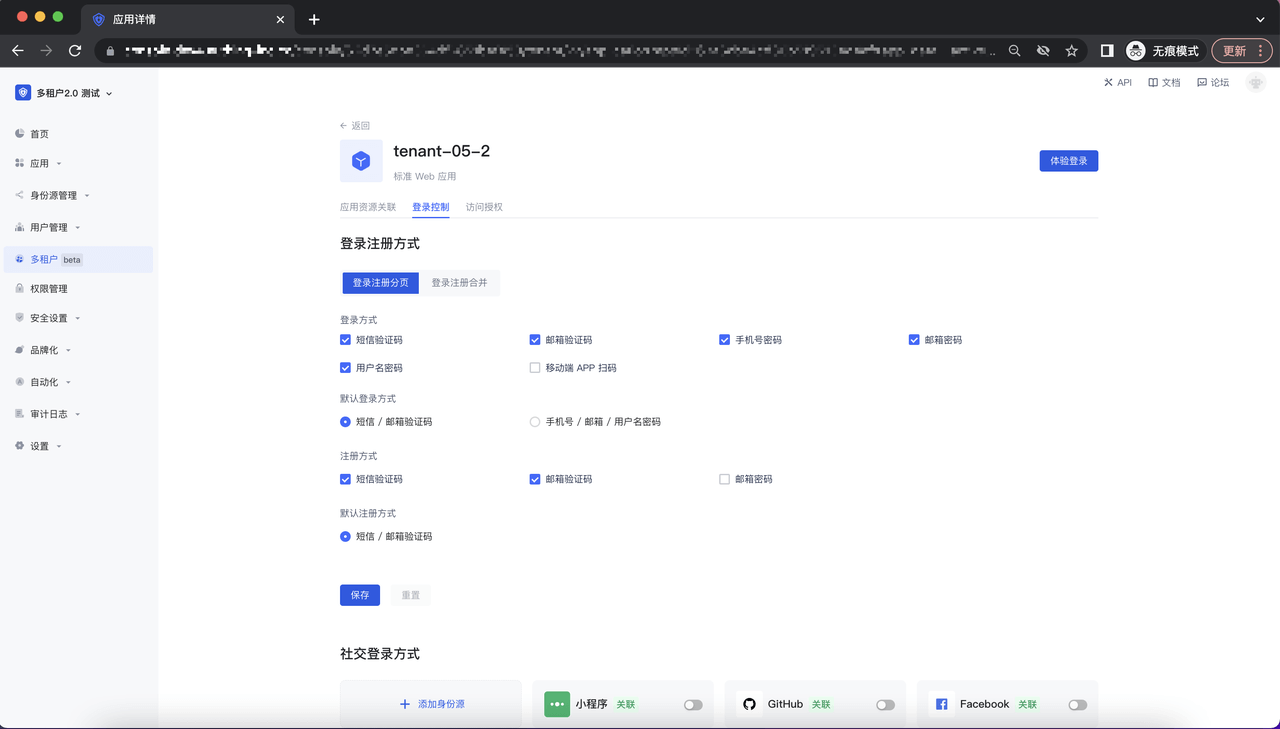 应用详情
无痕模式
更新
多租户2.0 测试
API
文档
论坛
首页
应用
身份源管理
用户管理
多租户 beta
权限管理
安全设置
品牌化
自动化
审计日志
设置
返回
tenant-05-2
标准 Web 应用
体验登录
应用资源关联
登录控制
访问授权
登录注册方式
登录注册分页
登录注册合并
登录方式
短信验证码
邮箱验证码
手机号密码
邮箱密码
用户名密码
移动端 APP 扫码
默认登录方式
短信 / 邮箱验证码
手机号 / 邮箱 / 用户名密码
注册方式
短信验证码
邮箱验证码
邮箱密码
默认注册方式
短信 / 邮箱验证码
保存
重置
社交登录方式
添加身份源
小程序 关联
GitHub 关联
Facebook 关联